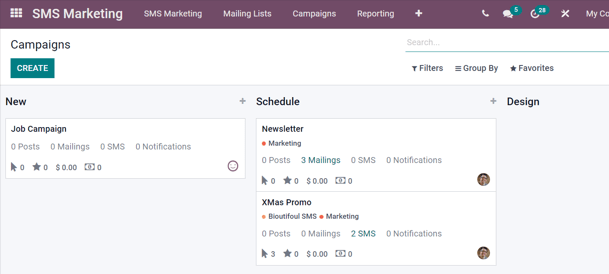 SMS Marketing SMS Marketing Mailing Lists Campaigns Reporting + 5 28 My Co
Campaigns
Search...
CREATE
Filters Group By Favorites
New + Schedule + Design
Job Campaign
0 Posts 0 Mailings 0 SMS 0 Notifications
0 0 $ 0.00 0
Newsletter
Marketing
0 Posts 3 Mailings 0 SMS 0 Notifications
0 0 $ 0.00 0
XMas Promo
Bioutifoul SMS Marketing
0 Posts 0 Mailings 2 SMS 0 Notifications
3 0 $ 0.00 0